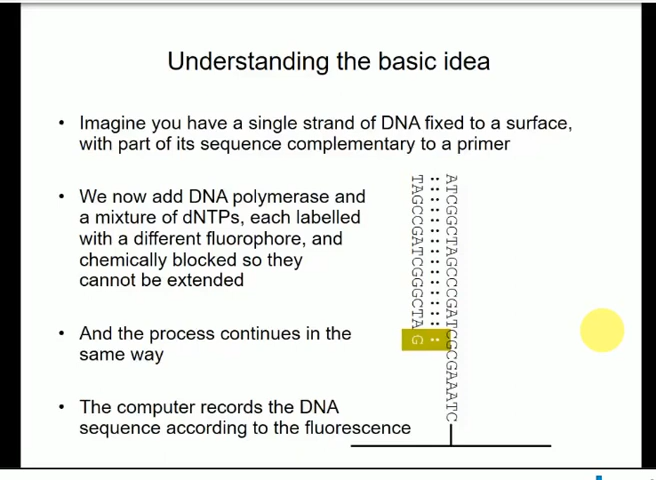 Understanding the basic idea
• Imagine you have a single strand of DNA fixed to a surface,
with part of its sequence complementary to a primer
• We now add DNA polymerase and
a mixture of dNTPs, each labelled
with a different fluorophore, and
chemically blocked so they
cannot be extended
• And the process continues in the
same way
• The computer records the DNA
sequence according to the fluorescence
TAGCCGATCGGGCTAG
ATCGGCTAGCCCGATCGCGAAATC